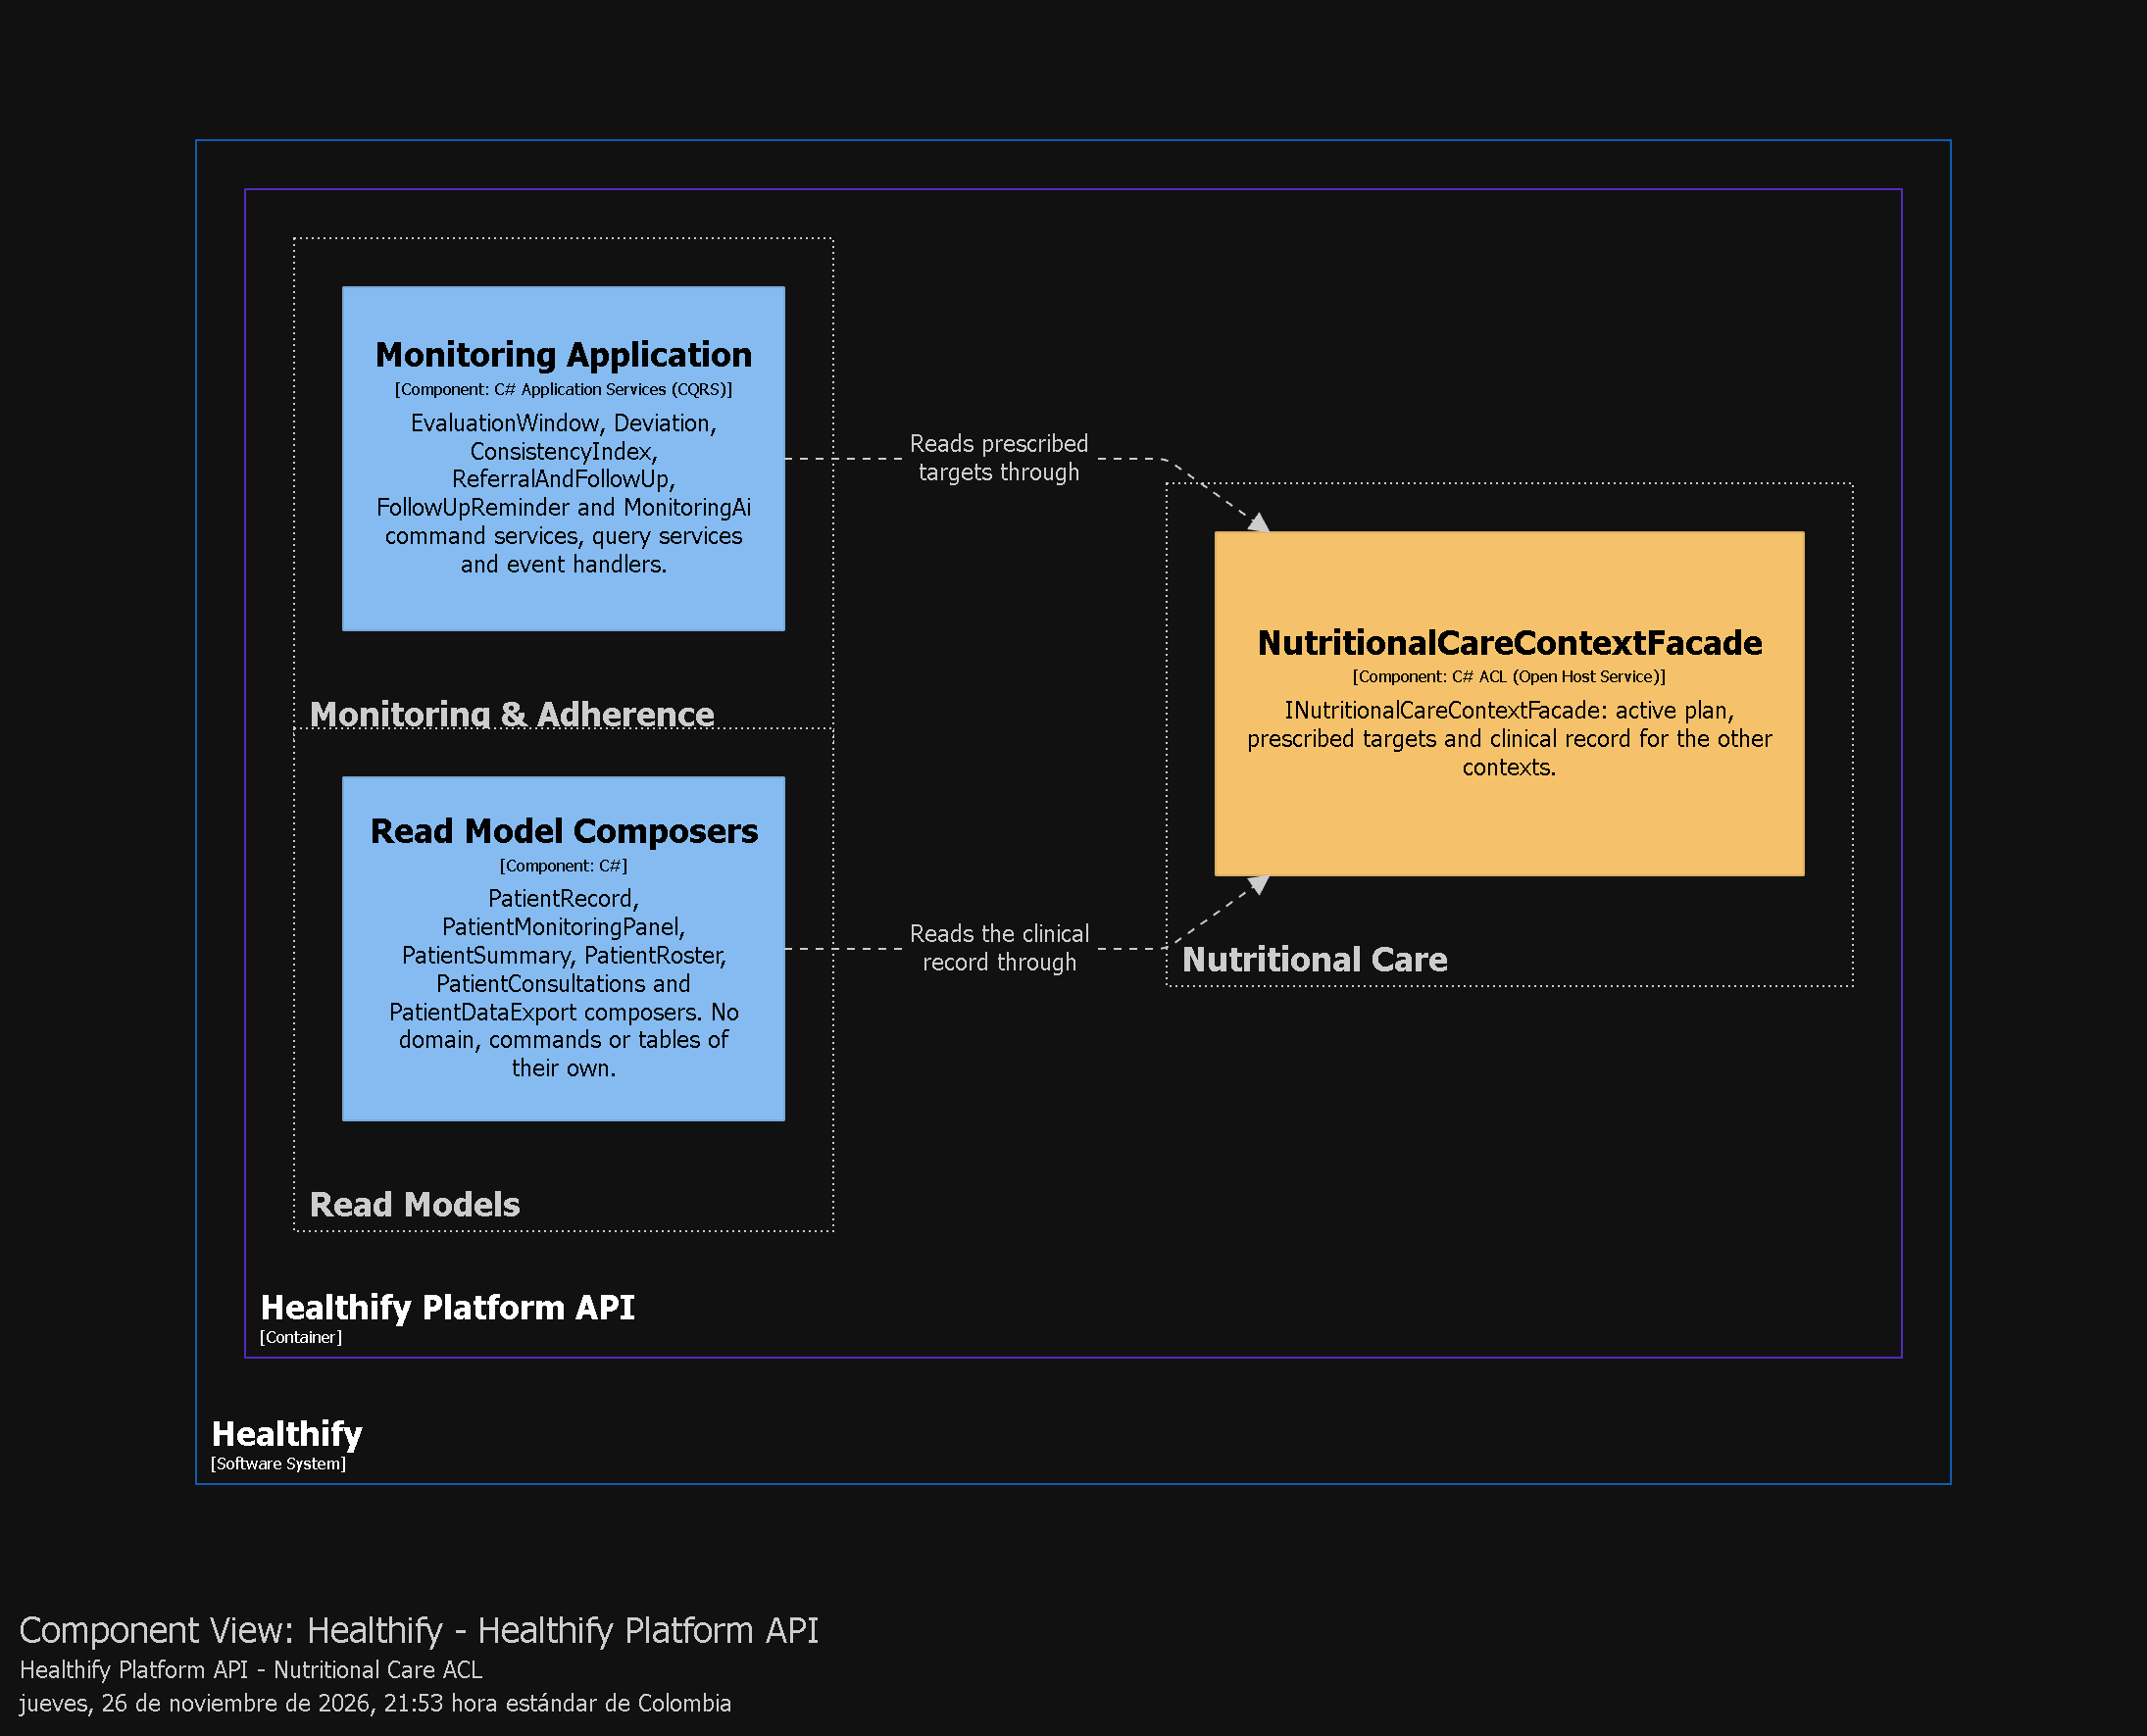 Monitoring Application
[Component: C# Application Services (CQRS)]
EvaluationWindow, Deviation,
ConsistencyIndex,
ReferralAndFollowUp,
FollowUpReminder and MonitoringAi
command services, query services
and event handlers.
Monitoring & Adherence
Reads prescribed
targets through
NutritionalCareContextFacade
[Component: C# ACL (Open Host Service)]
INutritionalCareContextFacade: active plan,
prescribed targets and clinical record for the other
contexts.
Nutritional Care
Read Model Composers
[Component: C#]
PatientRecord,
PatientMonitoringPanel,
PatientSummary, PatientRoster,
PatientConsultations and
PatientDataExport composers. No
domain, commands or tables of
their own.
Reads the clinical
record through
Read Models
Healthify Platform API
[Container]
Healthify
[Software System]
Component View: Healthify - Healthify Platform API
Healthify Platform API - Nutritional Care ACL
jueves, 26 de noviembre de 2026, 21:53 hora estándar de Colombia